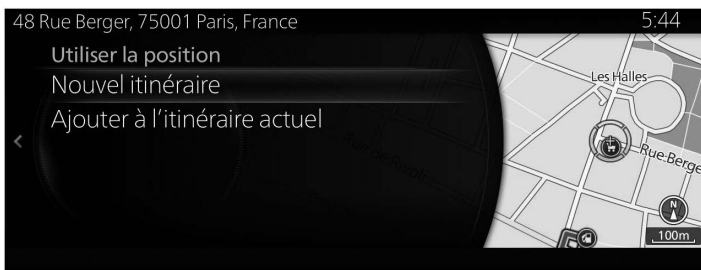 48 Rue Berger, 75001 Paris, France 5:44
Utiliser la position
Nouvel itinéraire
Ajouter à l'itinéraire actuel
Les Halles
Rue Berge
N
100m